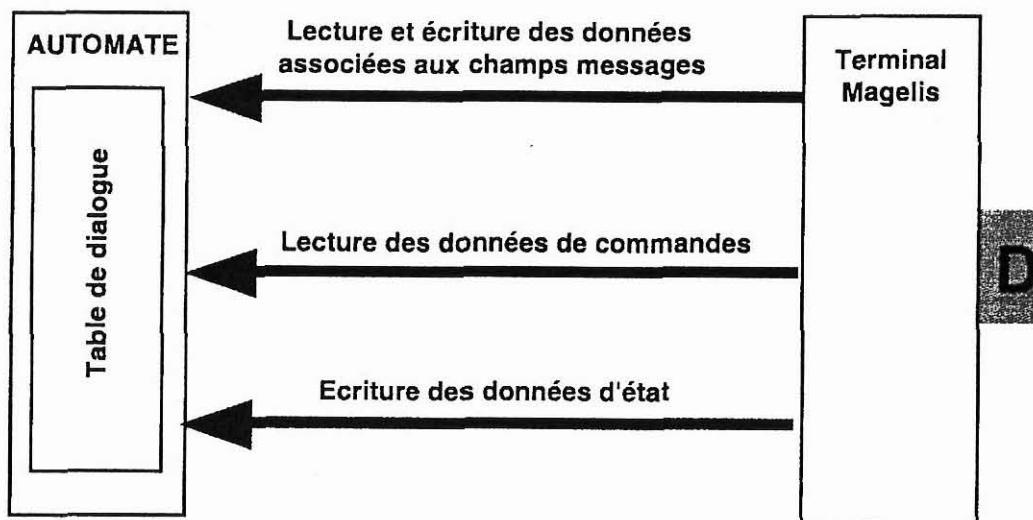 AUTOMATE
Table de dialogue
Lecture et écriture des données
associées aux champs messages
Lecture des données de commandes
Ecriture des données d'état
Terminal
Magelis
D